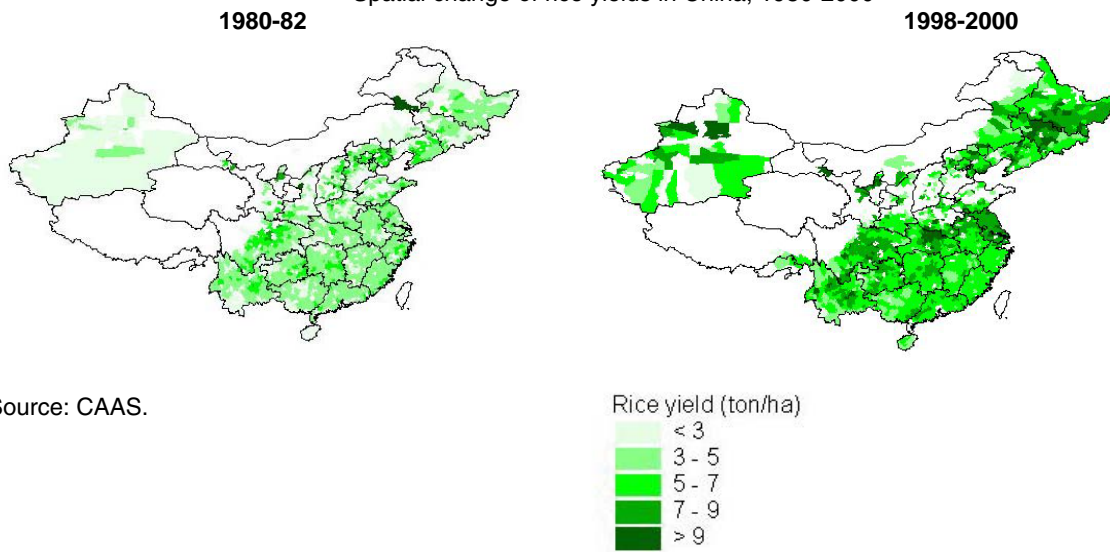 Spatial change of rice yields in China, 1980-2000
1980-82
1998-2000
Source: CAAS.
Rice yield (ton/ha)
< 3
3 - 5
5 - 7
7 - 9
> 9